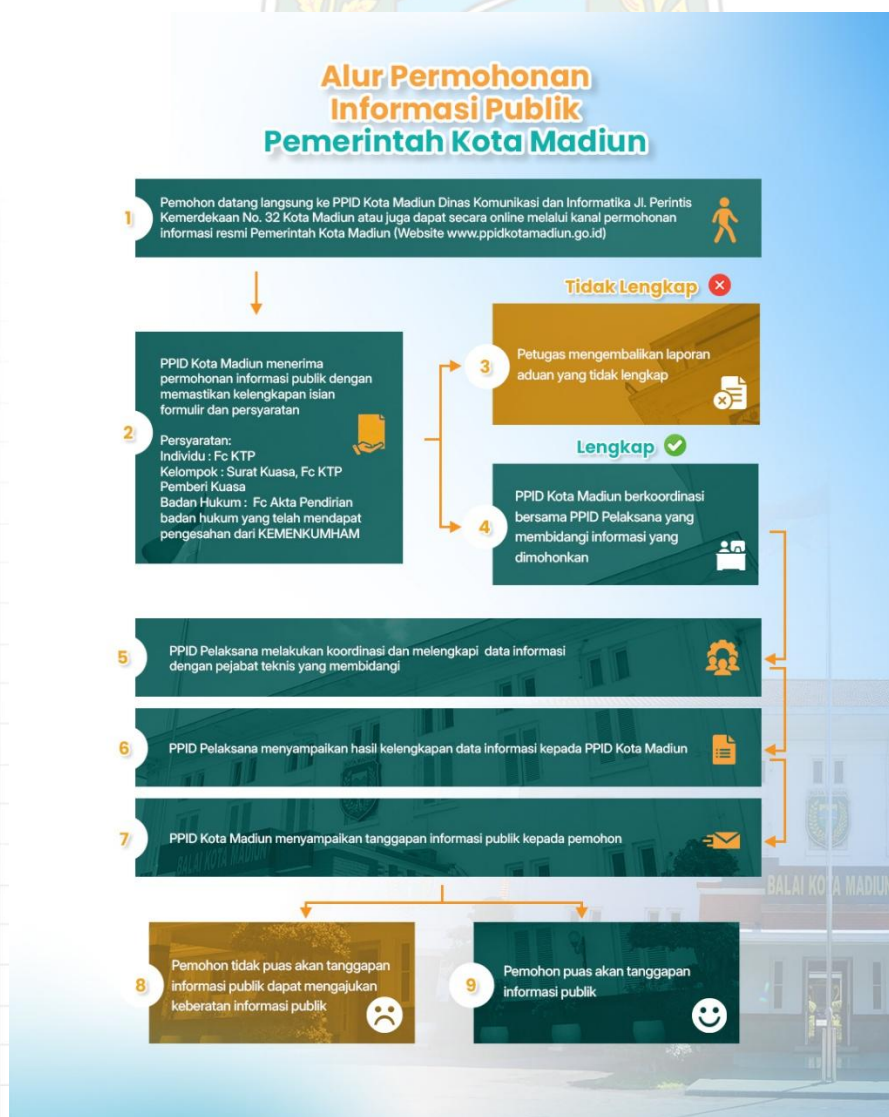 Alur Permohonan
Informasi Publik
Pemerintah Kota Madiun
1
Pemohon datang langsung ke PPID Kota Madiun Dinas Komunikasi dan Informatika Jl. Perintis
Kemerdekaan No. 32 Kota Madiun atau juga dapat secara online melalui kanal permohonan
informasi resmi Pemerintah Kota Madiun (Website www.ppidkotamadiun.go.id)
2
PPID Kota Madiun menerima
permohonan informasi publik dengan
memastikan kelengkapan isian
formulir dan persyaratan
Persyaratan:
Individu : Fc KTP
Kelompok : Surat Kuasa, Fc KTP
Pemberi Kuasa
Badan Hukum : Fc Akta Pendirian
badan hukum yang telah mendapat
pengesahan dari KEMENKUMHAM
Tidak Lengkap
3
Petugas mengembalikan laporan
aduan yang tidak lengkap
Lengkap
4
PPID Kota Madiun berkoordinasi
bersama PPID Pelaksana yang
membidangi informasi yang
dimohonkan
5
PPID Pelaksana melakukan koordinasi dan melengkapi data informasi
dengan pejabat teknis yang membidangi
6
PPID Pelaksana menyampaikan hasil kelengkapan data informasi kepada PPID Kota Madiun
7
PPID Kota Madiun menyampaikan tanggapan informasi publik kepada pemohon
BALAI KOTA MADIUN
BALAI KOTA MADIUN
8
Pemohon tidak puas akan tanggapan
informasi publik dapat mengajukan
keberatan informasi publik
9
Pemohon puas akan tanggapan
informasi publik